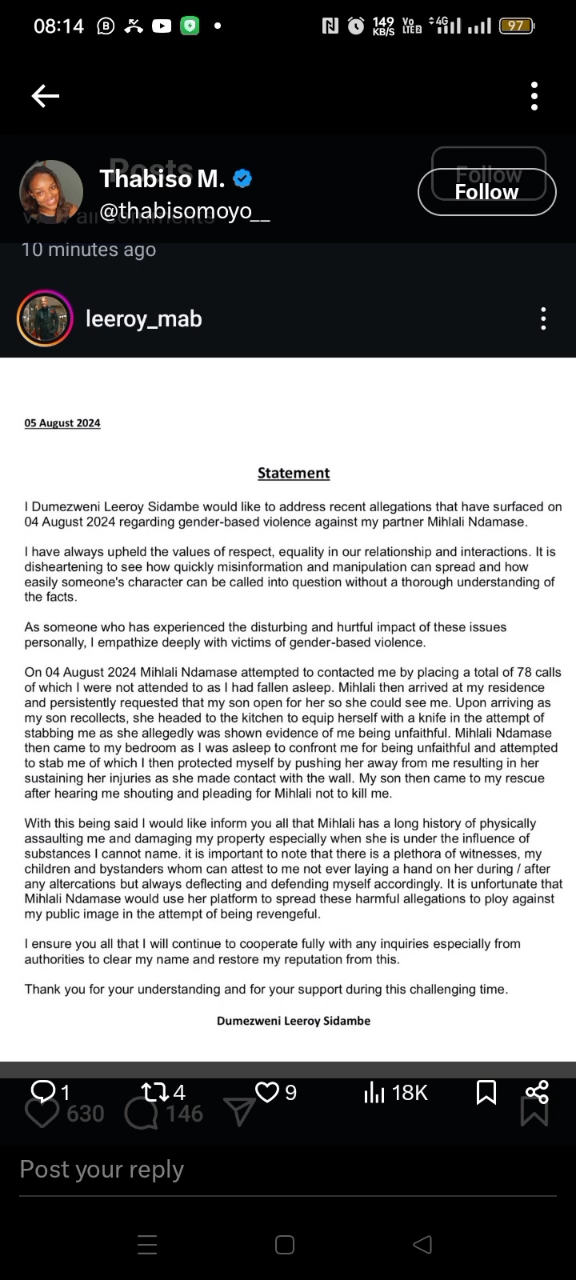 08:14
149 KB/S
Vo LTE2
4G
97
Posts
Thabiso M.
Follow
Follow
@thabisomoyo__
10 minutes ago
leeroy_mab
05 August 2024
Statement
I Dumezweni Leeroy Sidambe would like to address recent allegations that have surfaced on
04 August 2024 regarding gender-based violence against my partner Mihlali Ndamase.
I have always upheld the values of respect, equality in our relationship and interactions. It is
disheartening to see how quickly misinformation and manipulation can spread and how
easily someone's character can be called into question without a thorough understanding of
the facts.
As someone who has experienced the disturbing and hurtful impact of these issues
personally, I empathize deeply with victims of gender-based violence.
On 04 August 2024 Mihlali Ndamase attempted to contacted me by placing a total of 78 calls
of which I were not attended to as I had fallen asleep. Mihlali then arrived at my residence
and persistently requested that my son open for her so she could see me. Upon arriving as
my son recollects, she headed to the kitchen to equip herself with a knife in the attempt of
stabbing me as she allegedly was shown evidence of me being unfaithful. Mihlali Ndamase
then came to my bedroom as I was asleep to confront me for being unfaithful and attempted
to stab me of which I then protected myself by pushing her away from me resulting in her
sustaining her injuries as she made contact with the wall. My son then came to my rescue
after hearing me shouting and pleading for Mihlali not to kill me.
With this being said I would like inform you all that Mihlali has a long history of physically
assaulting me and damaging my property especially when she is under the influence of
substances I cannot name. it is important to note that there is a plethora of witnesses, my
children and bystanders whom can attest to me not ever laying a hand on her during / after
any altercations but always deflecting and defending myself accordingly. It is unfortunate that
Mihlali Ndamase would use her platform to spread these harmful allegations to ploy against
my public image in the attempt of being revengeful.
I ensure you all that I will continue to cooperate fully with any inquiries especially from
authorities to clear my name and restore my reputation from this.
Thank you for your understanding and for your support during this challenging time.
Dumezweni Leeroy Sidambe
1 4 9 18K
630 146
Post your reply